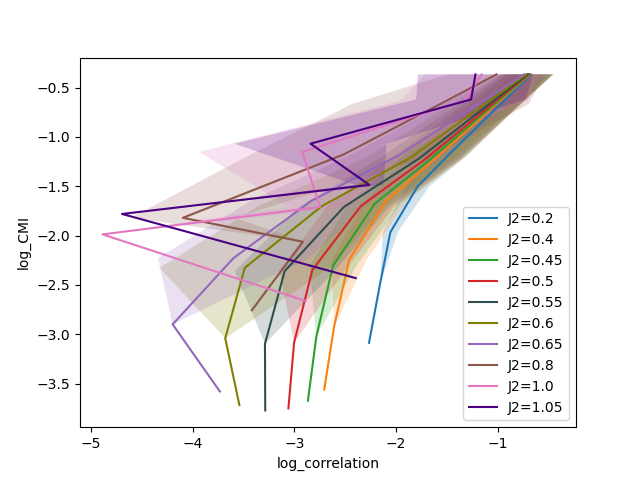 −0.5
−1.0
−1.5
−2.0
−2.5
−3.0
−3.5
log_CMI
−5
−4
−3
−2
−1
log_correlation
J2=0.2
J2=0.4
J2=0.45
J2=0.5
J2=0.55
J2=0.6
J2=0.65
J2=0.8
J2=1.0
J2=1.05